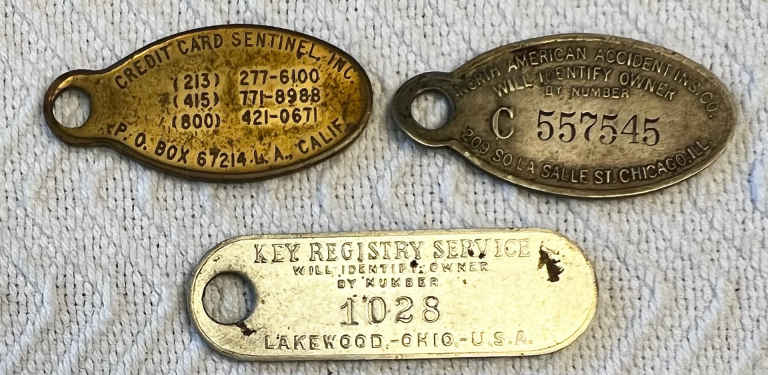 CREDIT CARD SENTINEL, INC.
(213) 277-6100
(415) 771-8988
(800) 421-0671
P.O. BOX 67214 L.A., CALIF.
NORTH AMERICAN ACCIDENT INS. CO.
WILL IDENTIFY OWNER
BY NUMBER
C 557545
209 SO. LA SALLE ST. CHICAGO, ILL.
KEY REGISTRY SERVICE
WILL IDENTIFY OWNER
BY NUMBER
1028
LAKEWOOD,-OHIO,-U.S.A.